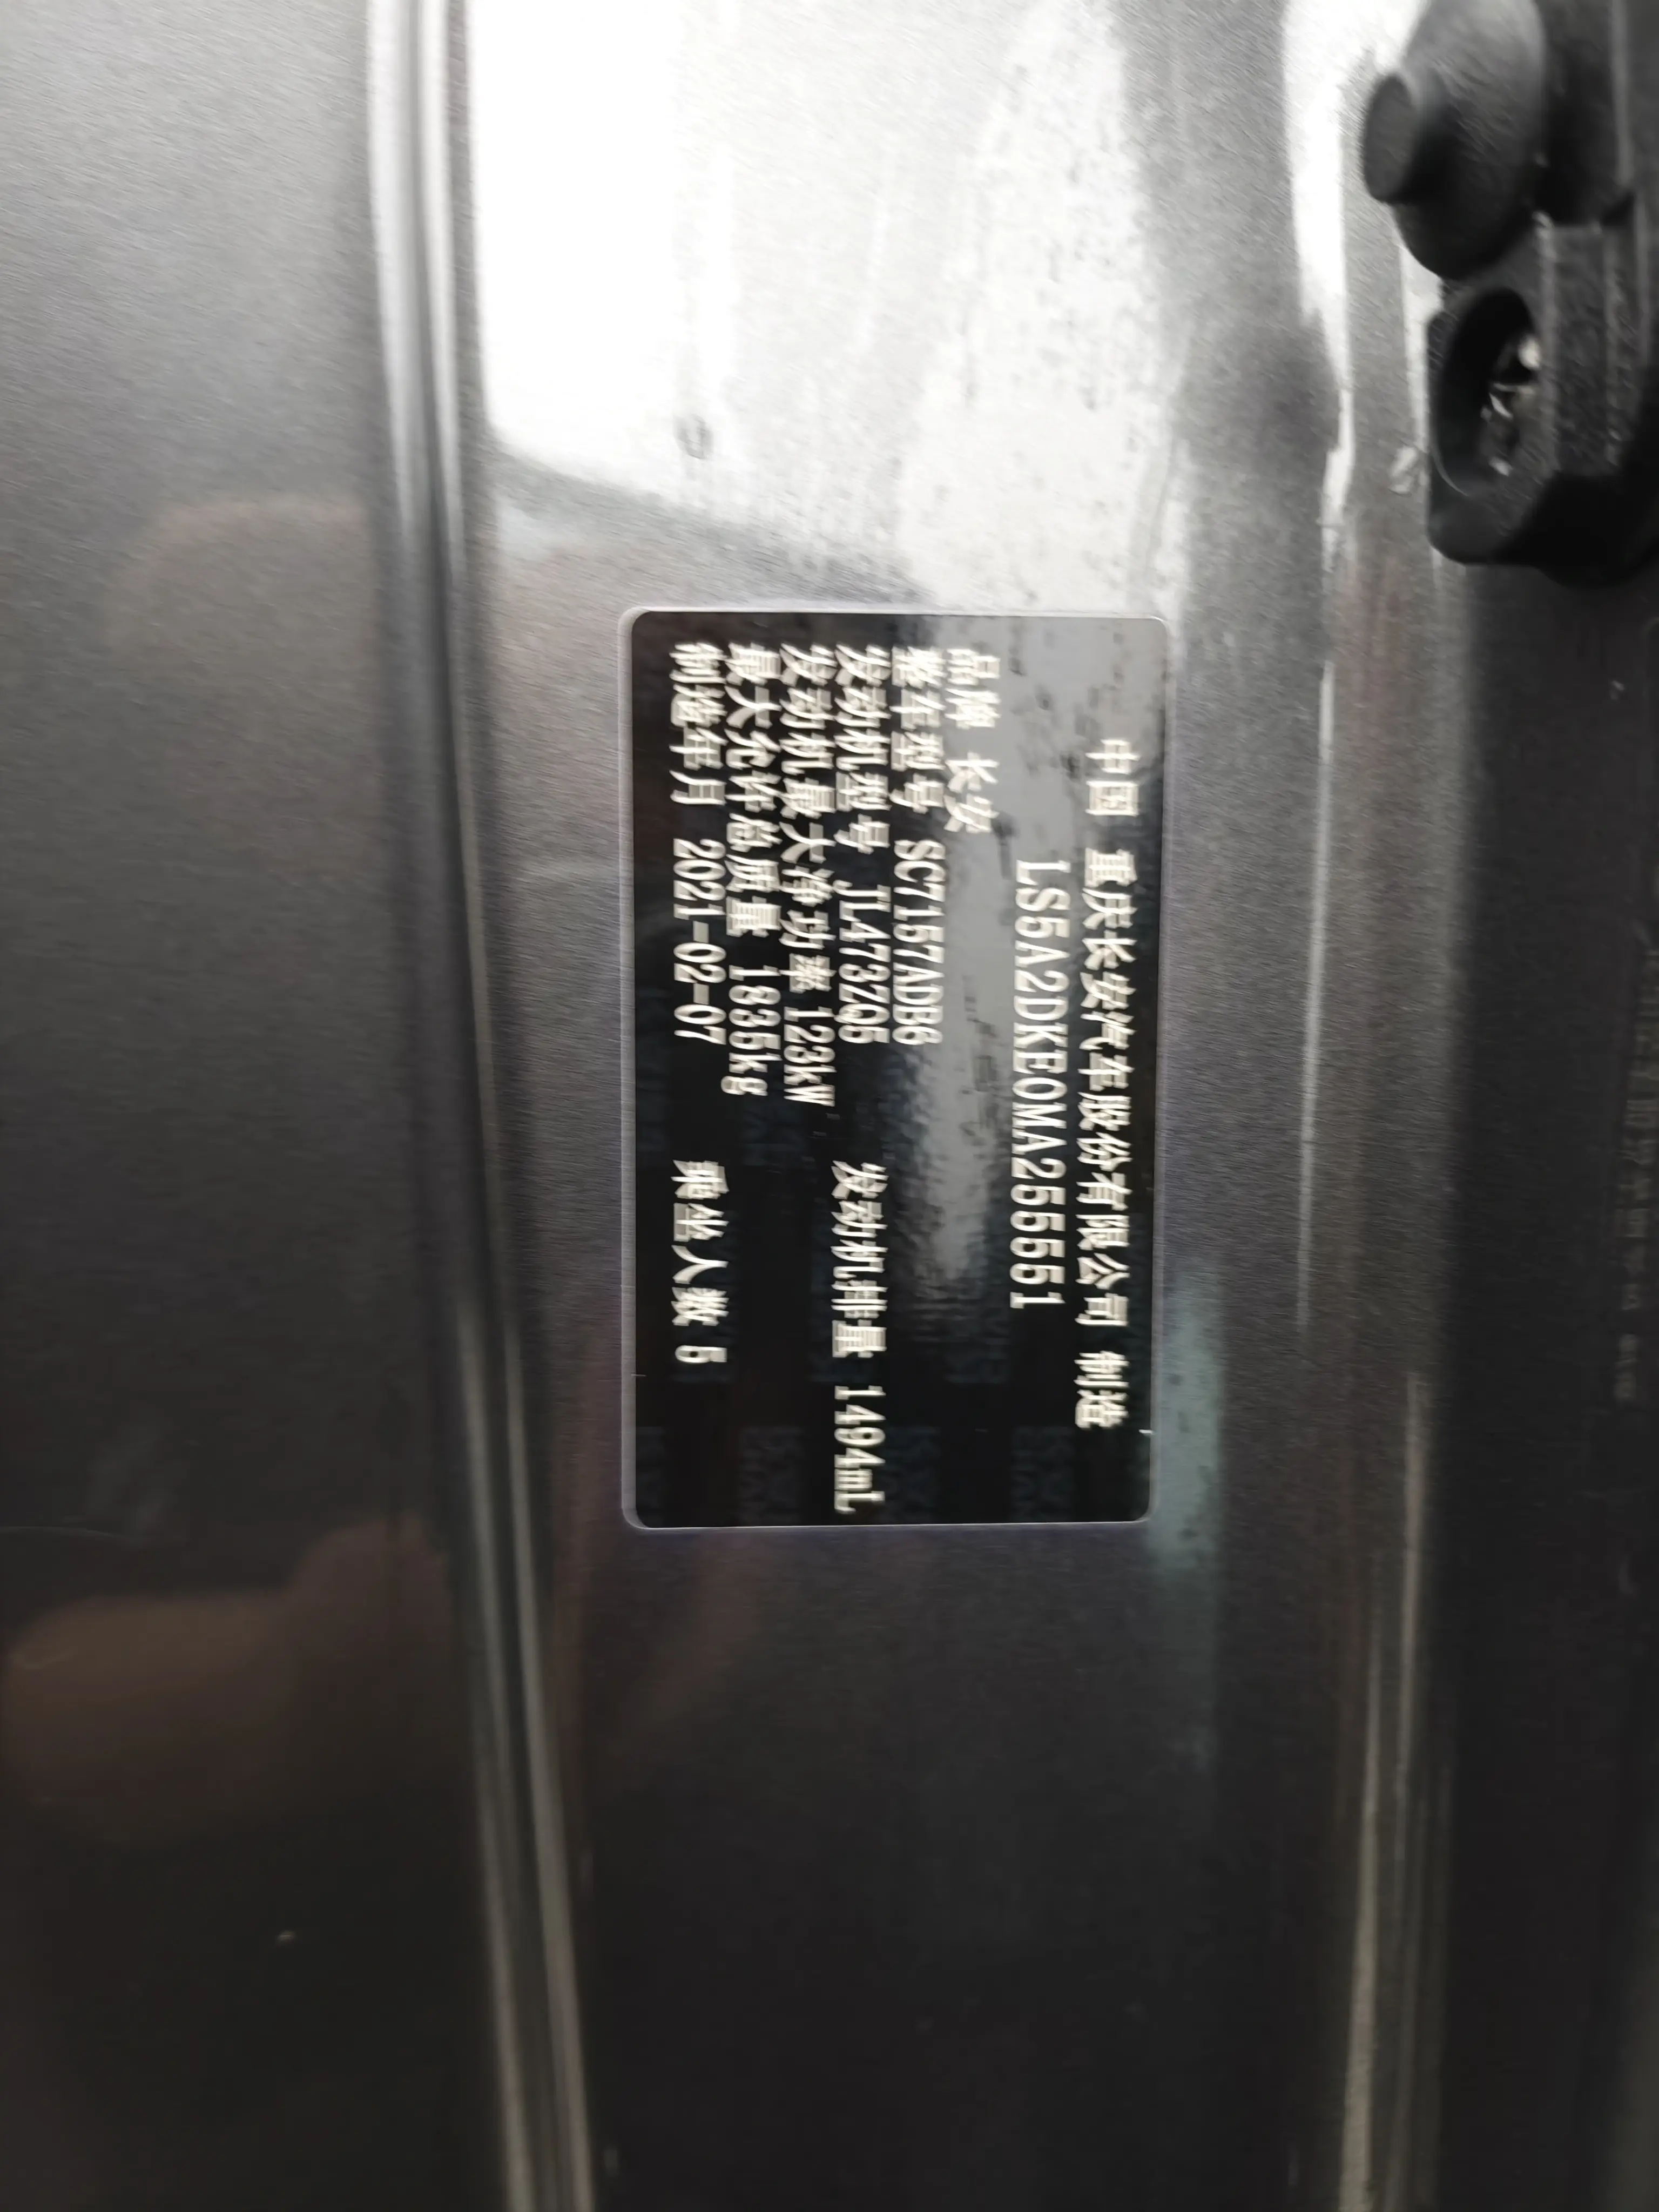 中国 重庆长安汽车股份有限公司 制造
LS5A2DKE0MA255551
品牌 长安
整车型号 SC7157ADB6
发动机型号 JL473ZQ5 发动机排量 1494mL
发动机最大净功率 123kW
最大允许总质量 1835kg
制造年月 2021-02-07 乘坐人数 5